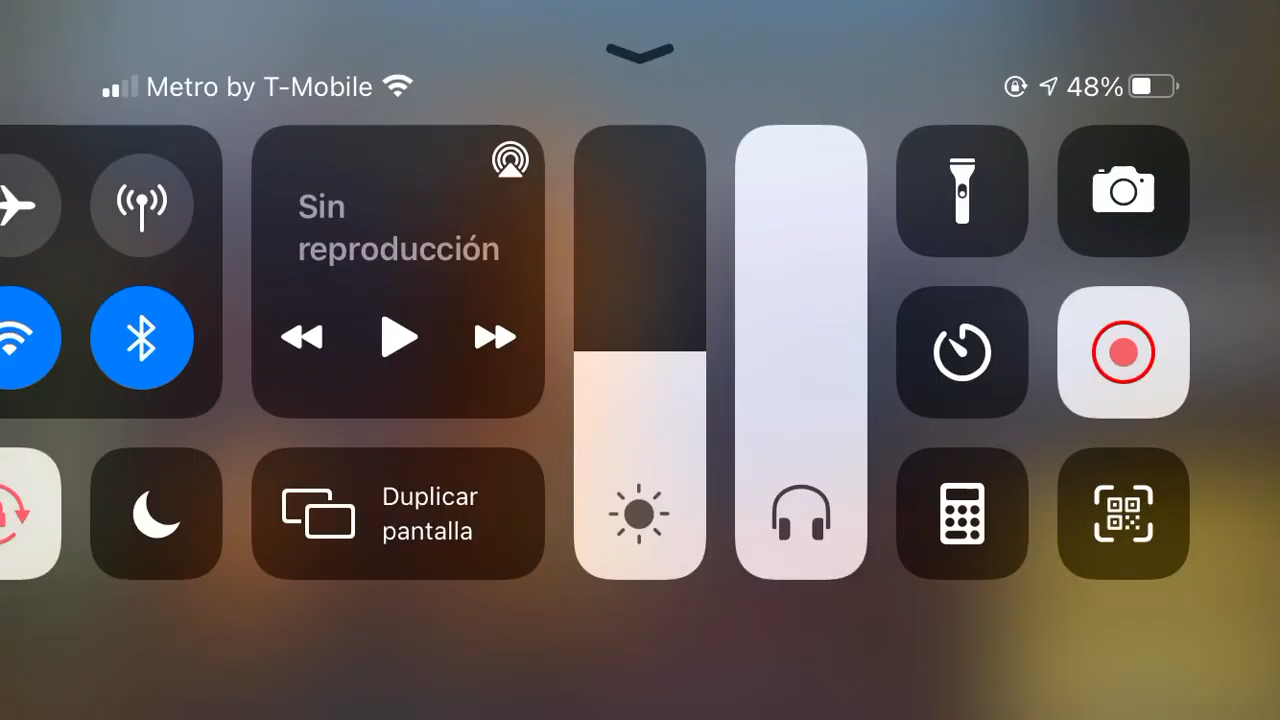 Metro by T-Mobile
48%
Sin
reproducción
Duplicar
pantalla